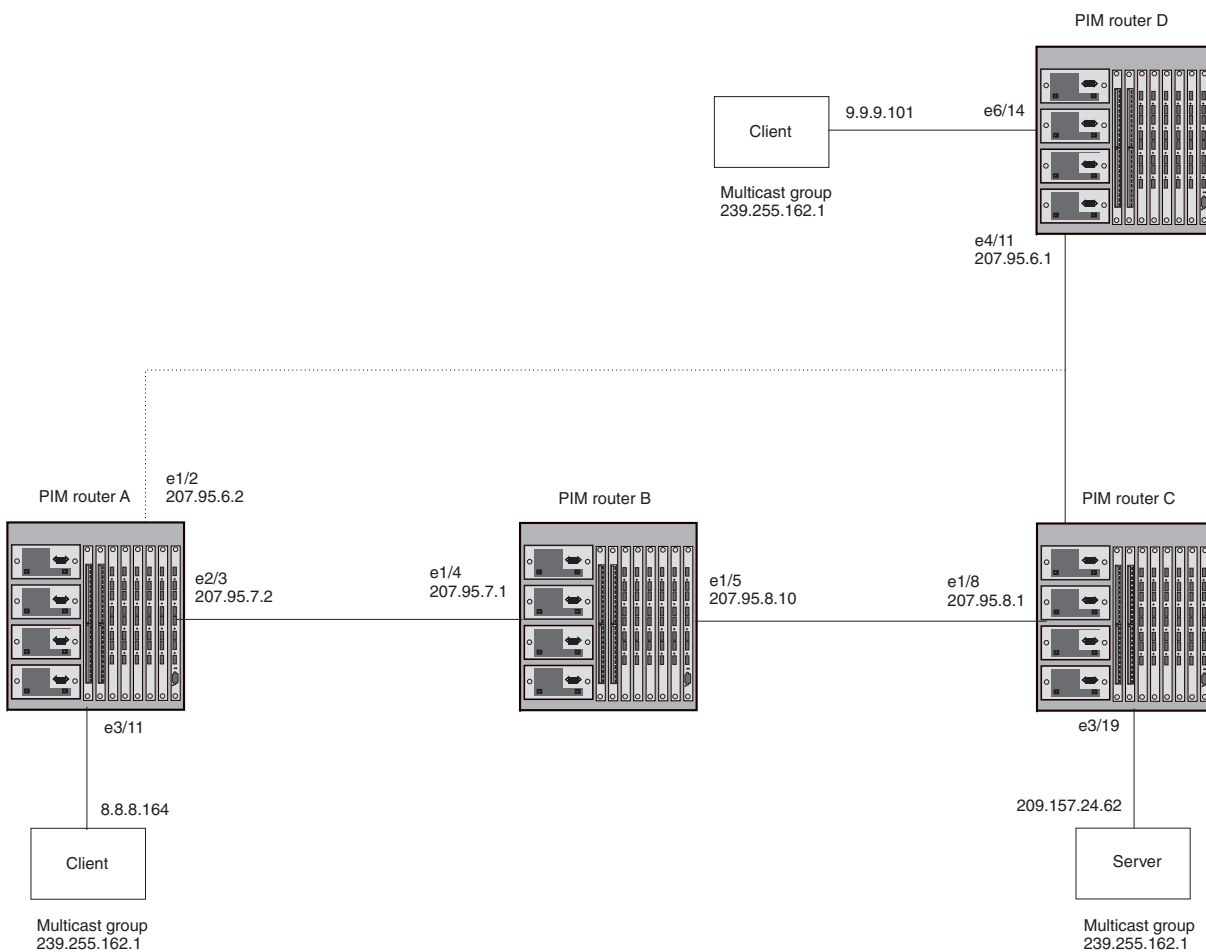 PIM router D
Client
9.9.9.101
e6/14
Multicast group
239.255.162.1
e4/11
207.95.6.1
e1/2
207.95.6.2
PIM router A
PIM router B
PIM router C
e2/3
207.95.7.2
e1/4
207.95.7.1
e1/5
207.95.8.10
e1/8
207.95.8.1
e3/11
e3/19
8.8.8.164
209.157.24.62
Client
Server
Multicast group
239.255.162.1
Multicast group
239.255.162.1